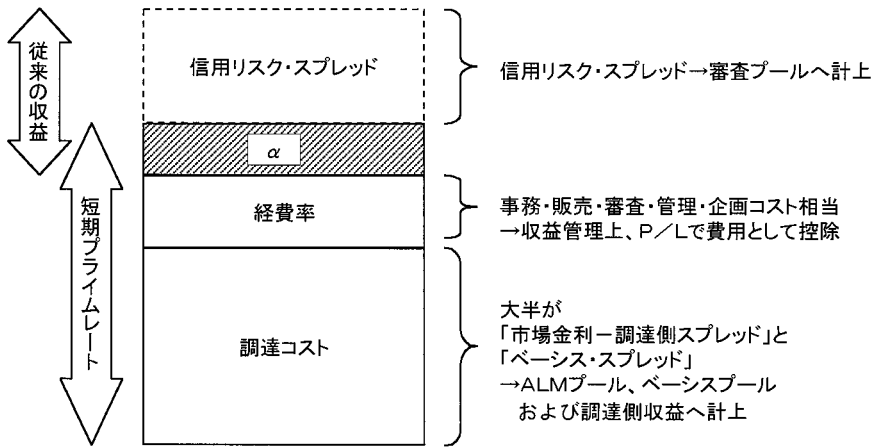 従来の収益
短期プライムレート
信用リスク・スプレッド
α
経費率
調達コスト
信用リスク・スプレッド→審査プールへ計上
事務・販売・審査・管理・企画コスト相当
→収益管理上、P／Lで費用として控除
大半が
「市場金利－調達側スプレッド」と
「ベーシス・スプレッド」
→ALMプール、ベーシスプール
および調達側収益へ計上